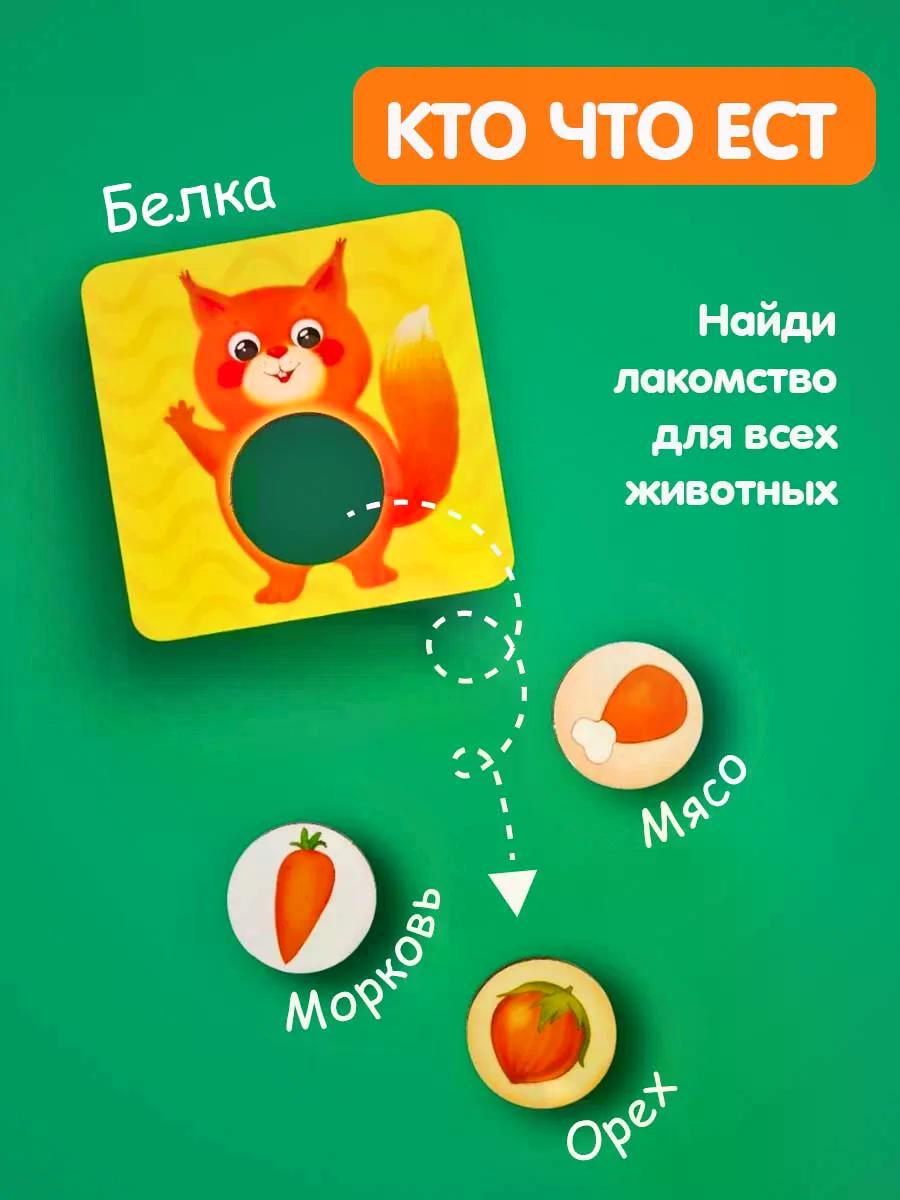 КТО ЧТО ЕСТ
Белка
Найди
лакомство
для всех
животных
Мясо
Морковь
Орех